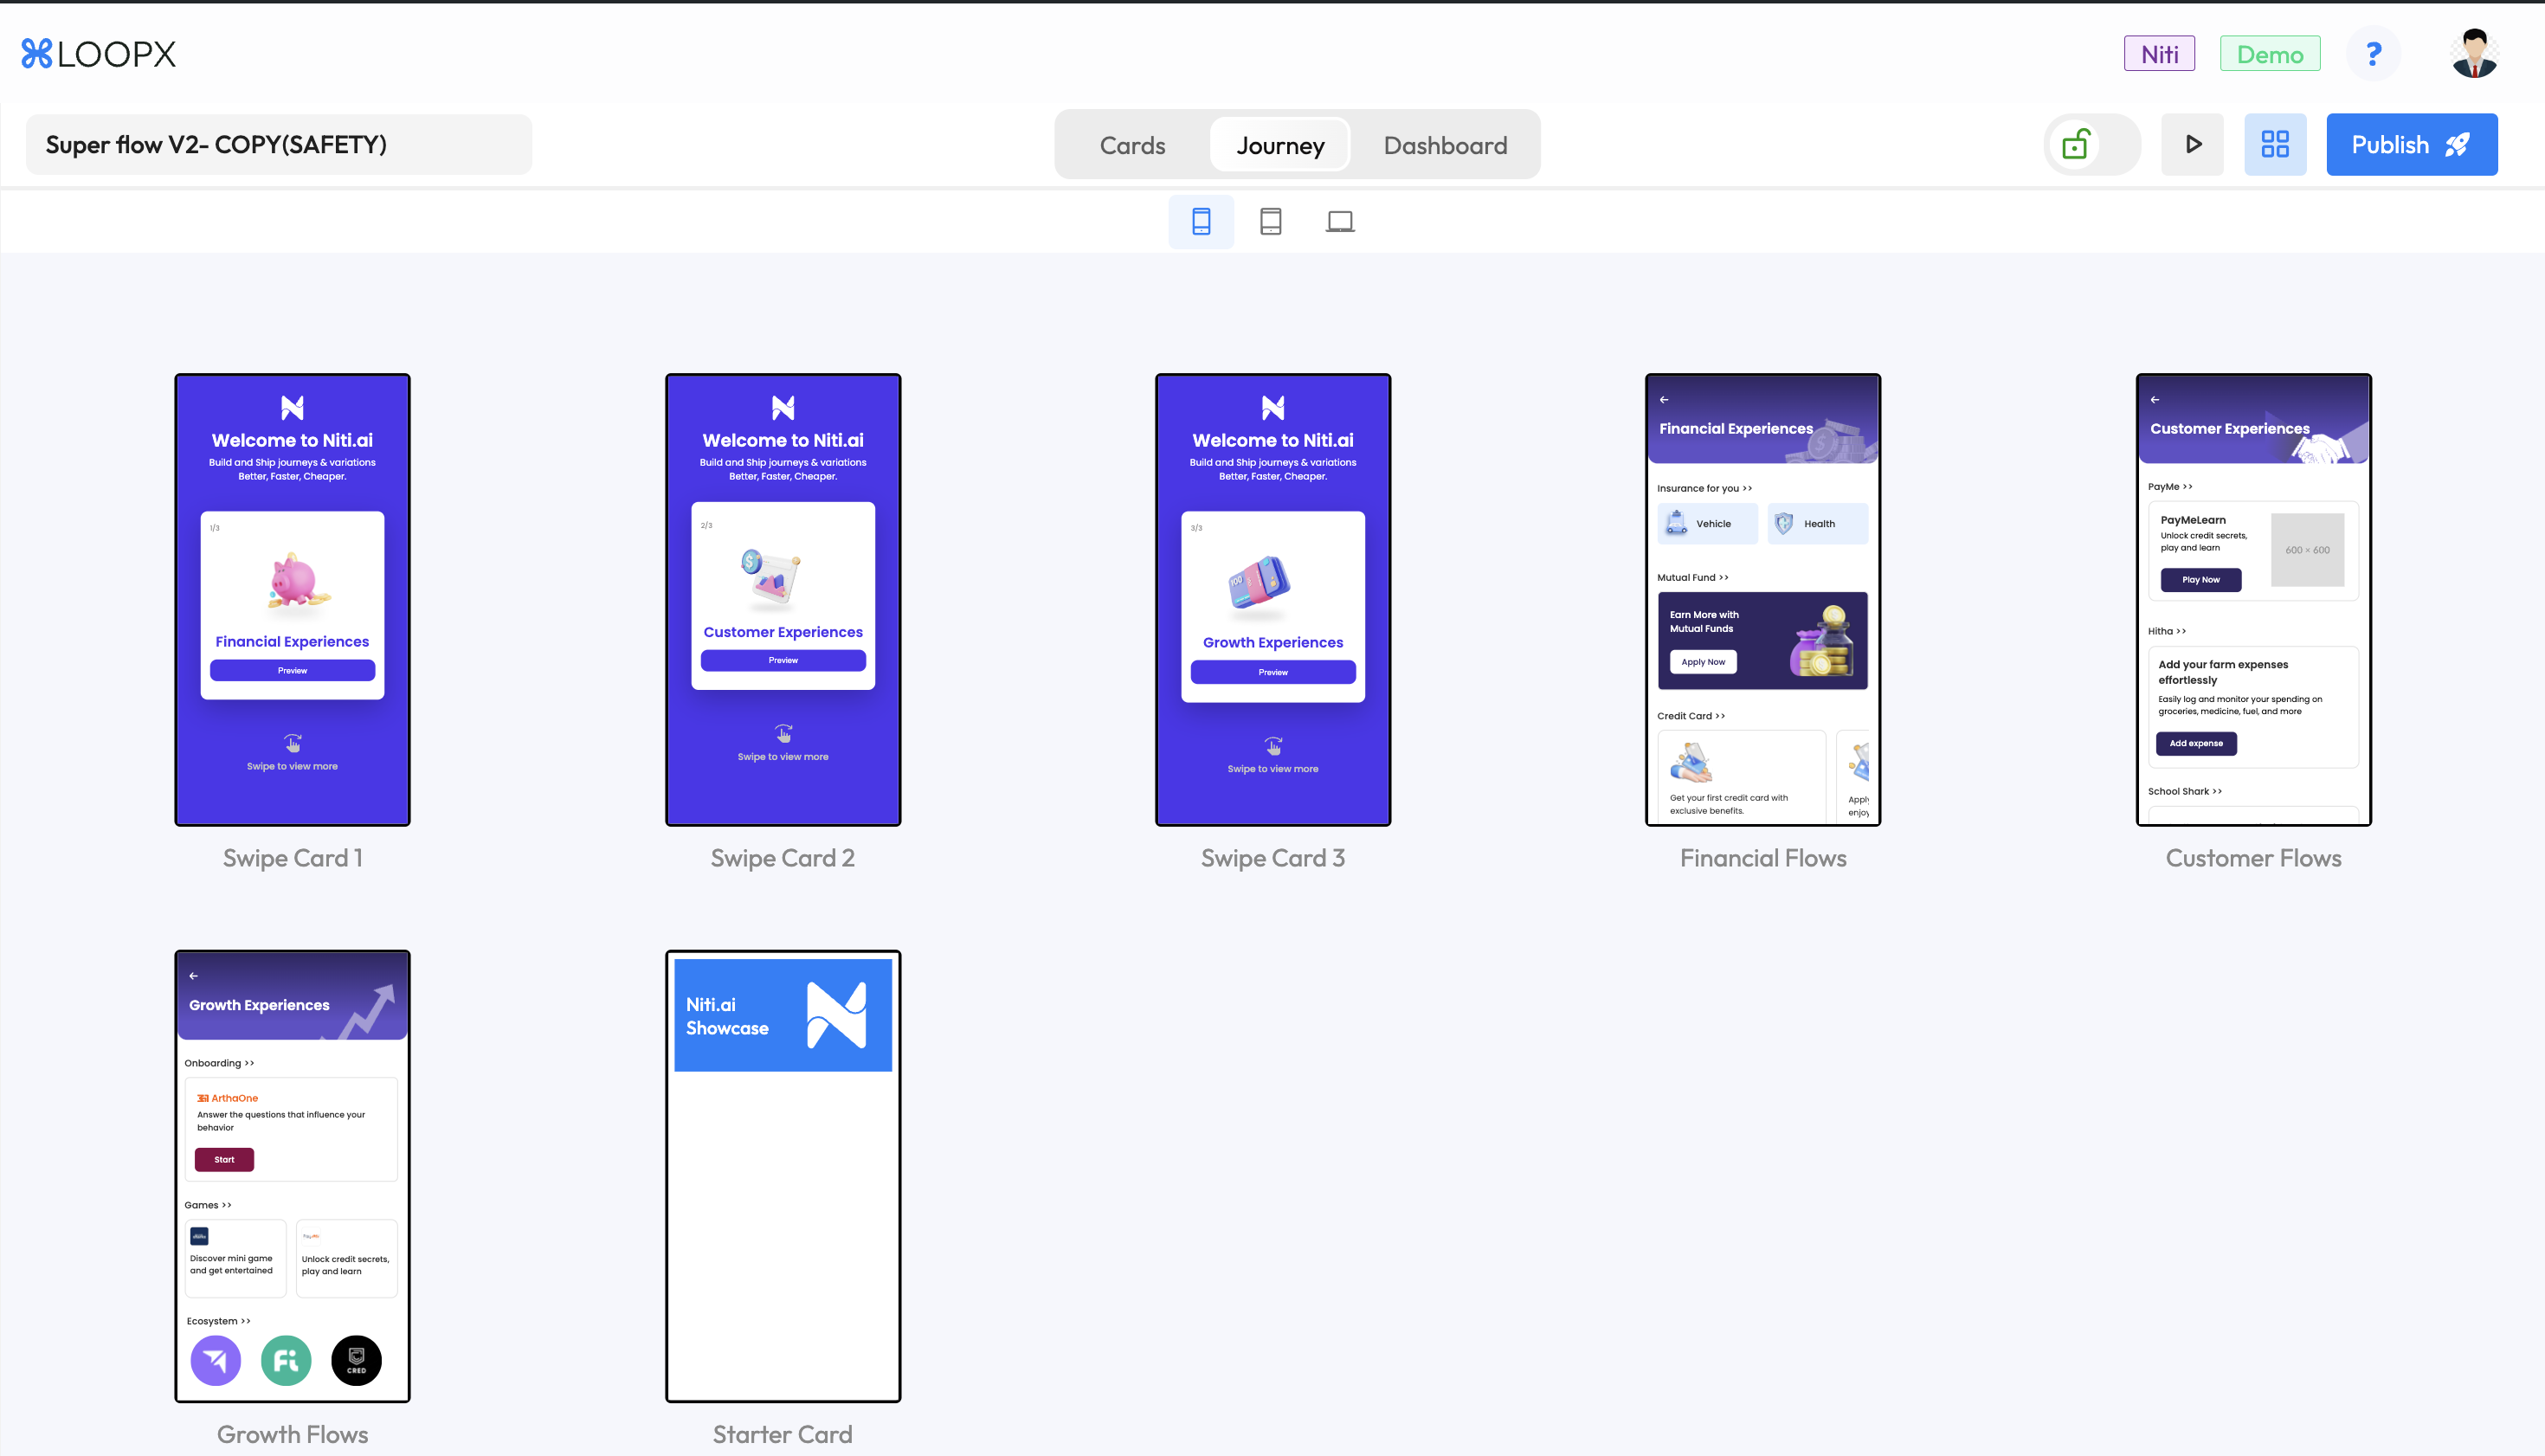 LOOPX
Niti
Demo
?
Super flow V2- COPY(SAFETY)
Cards
Journey
Dashboard
Publish
Welcome to Niti.ai
Build and Ship journeys & variations
Better, Faster, Cheaper.
1/3
Financial Experiences
Preview
Swipe to view more
Swipe Card 1
Welcome to Niti.ai
Build and Ship journeys & variations
Better, Faster, Cheaper.
2/3
Customer Experiences
Preview
Swipe to view more
Swipe Card 2
Welcome to Niti.ai
Build and Ship journeys & variations
Better, Faster, Cheaper.
3/3
100
Growth Experiences
Preview
Swipe to view more
Swipe Card 3
Financial Experiences
Insurance for you >>
Vehicle
Health
Mutual Fund >>
Earn More with
Mutual Funds
Apply Now
Credit Card >>
Get your first credit card with
exclusive benefits.
Apply
enjoy
Financial Flows
Customer Experiences
PayMe >>
PayMeLearn
Unlock credit secrets,
play and learn
600 × 600
Play Now
Hitha >>
Add your farm expenses
effortlessly
Easily log and monitor your spending on
groceries, medicine, fuel, and more
Add expense
School Shark >>
Customer Flows
Growth Experiences
Onboarding >>
ArthaOne
Answer the questions that influence your
behavior
Start
Games >>
Discover mini game
and get entertained
Unlock credit secrets,
play and learn
Ecosystem >>
Fi
CRED
Growth Flows
Niti.ai
Showcase
Starter Card